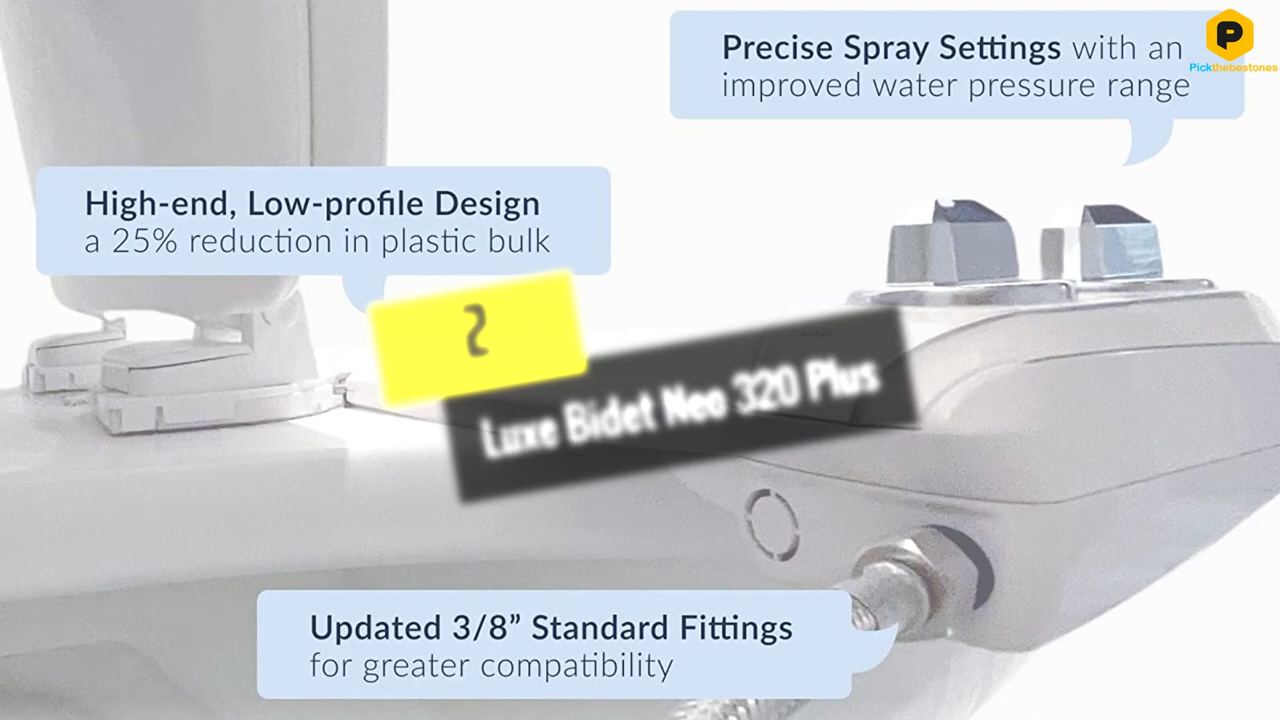 Precise Spray Settings with an
improved water pressure range
Pickthebestones
High-end, Low-profile Design
a 25% reduction in plastic bulk
2
Luxe Bidet Neo 320 Plus
Updated 3/8” Standard Fittings
for greater compatibility